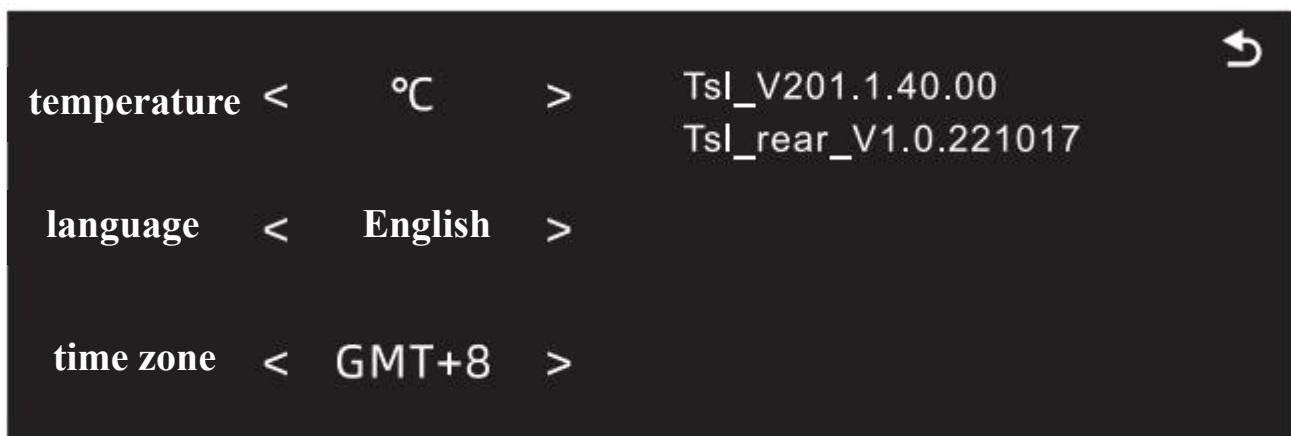 temperature < °C >
Tsl_V201.1.40.00
Tsl_rear_V1.0.221017
language < English >
time zone < GMT+8 >